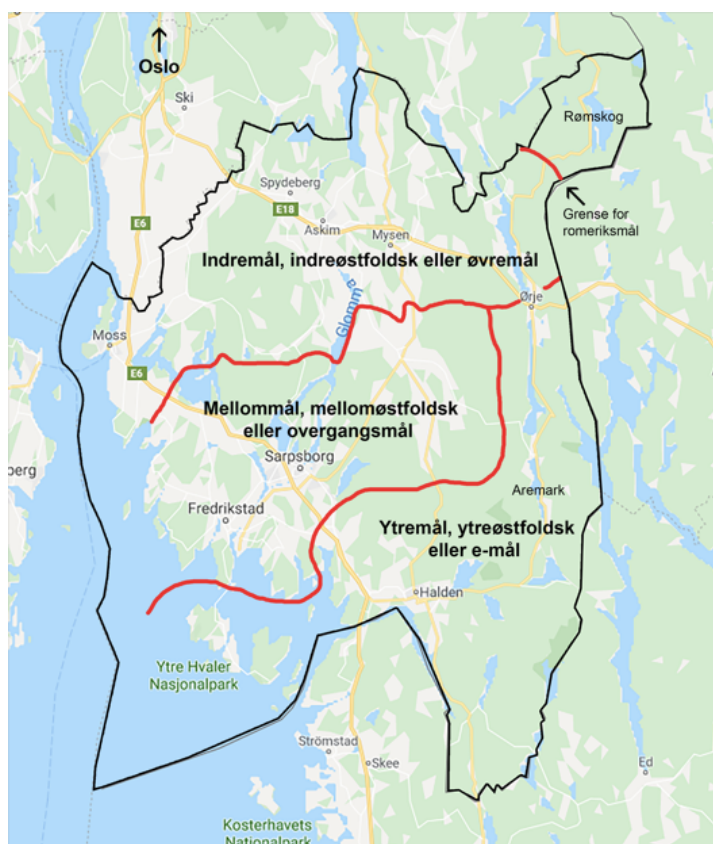 Oslo
Ski
Rømskog
Spydeberg
E18
Grense for
romeriksmål
E6
Askim
Mysen
Indremål, indreøstfoldsk eller øvremål
Glomma
Ørje
Moss
E6
Mellommål, mellomøstfoldsk
eller overgangsmål
Sarpsborg
berg
Aremark
Fredrikstad
Ytremål, ytreøstfoldsk
eller e-mål
Halden
Ytre Hvaler
Nasjonalpark
Strömstad
Skee
Ed
Kosterhavets
Nationalpark